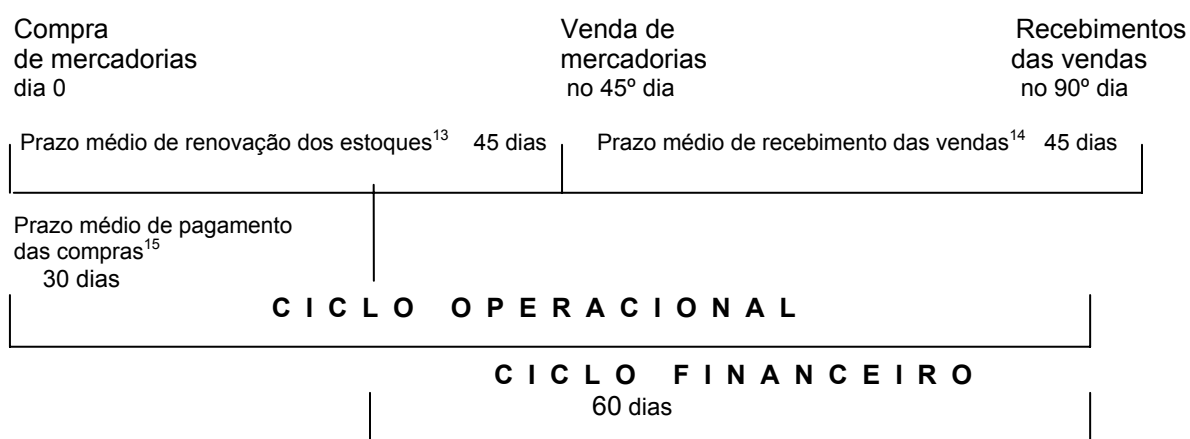 Compra Venda de Recebimentos
de mercadorias mercadorias das vendas
dia 0 no 45º dia no 90º dia
Prazo médio de renovação dos estoques13 45 dias Prazo médio de recebimento das vendas14 45 dias
Prazo médio de pagamento
das compras15
30 dias
C I C L O O P E R A C I O N A L
C I C L O F I N A N C E I R O
60 dias